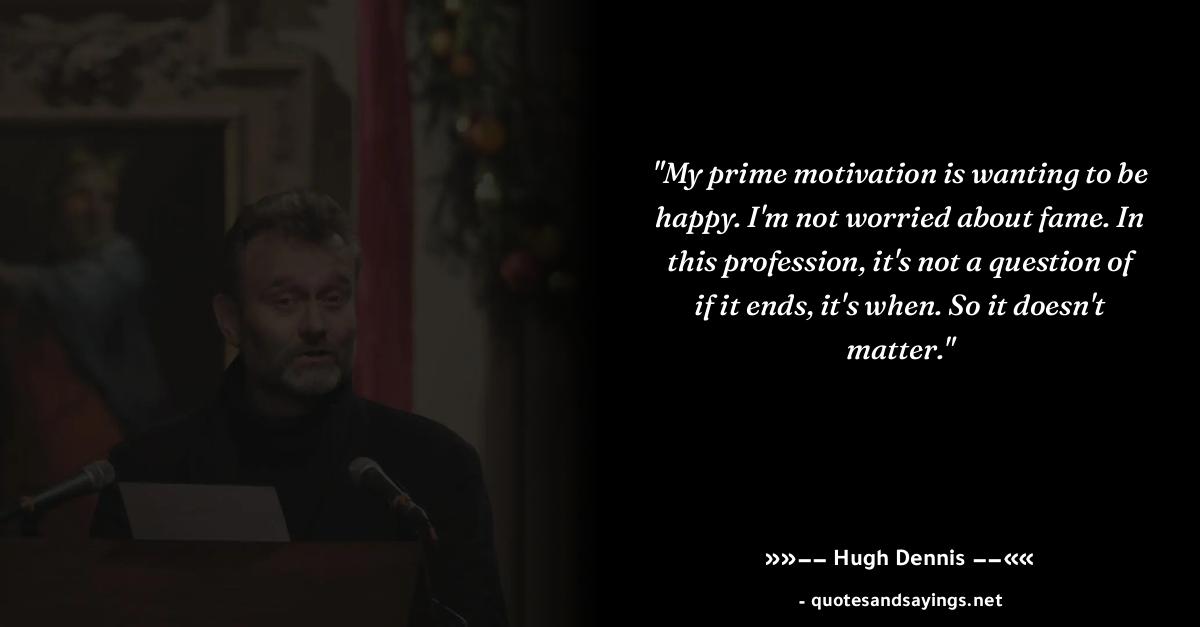 "My prime motivation is wanting to be
happy. I'm not worried about fame. In
this profession, it's not a question of
if it ends, it's when. So it doesn't
matter."
»»−− Hugh Dennis −−««
- quotesandsayings.net